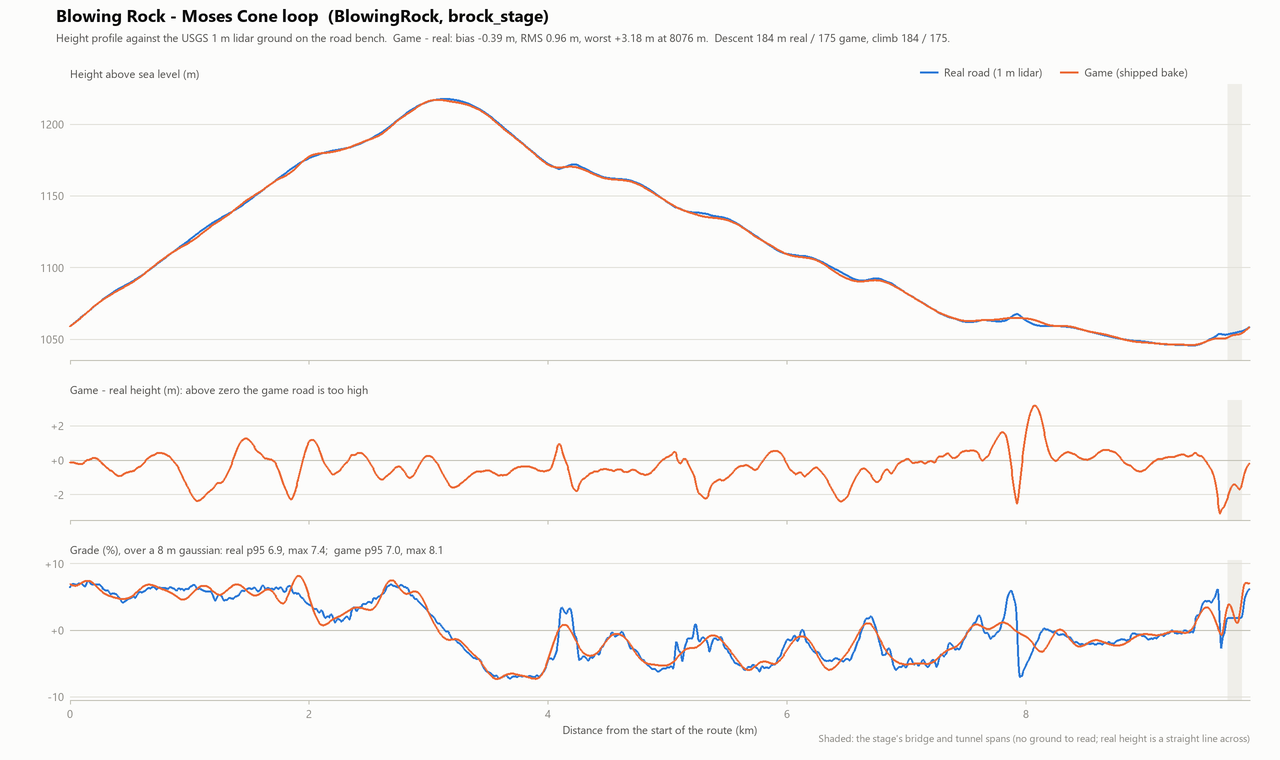 Blowing Rock - Moses Cone loop  (BlowingRock, brock_stage)
Height profile against the USGS 1 m lidar ground on the road bench.  Game - real: bias -0.39 m, RMS 0.96 m, worst +3.18 m at 8076 m.  Descent 184 m real / 175 game, climb 184 / 175.
Height above sea level (m)
Real road (1 m lidar)
Game (shipped bake)
1200
1150
1100
1050
Game - real height (m): above zero the game road is too high
+2
+0
-2
Grade (%), over a 8 m gaussian: real p95 6.9, max 7.4;  game p95 7.0, max 8.1
+10
+0
-10
0
2
4
6
8
Distance from the start of the route (km)
Shaded: the stage's bridge and tunnel spans (no ground to read; real height is a straight line across)